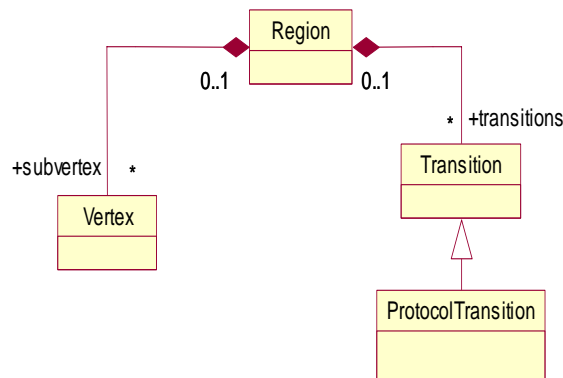 Region
0..1
0..1
* +transitions
+subvertex *
Transition
Vertex
ProtocolTransition